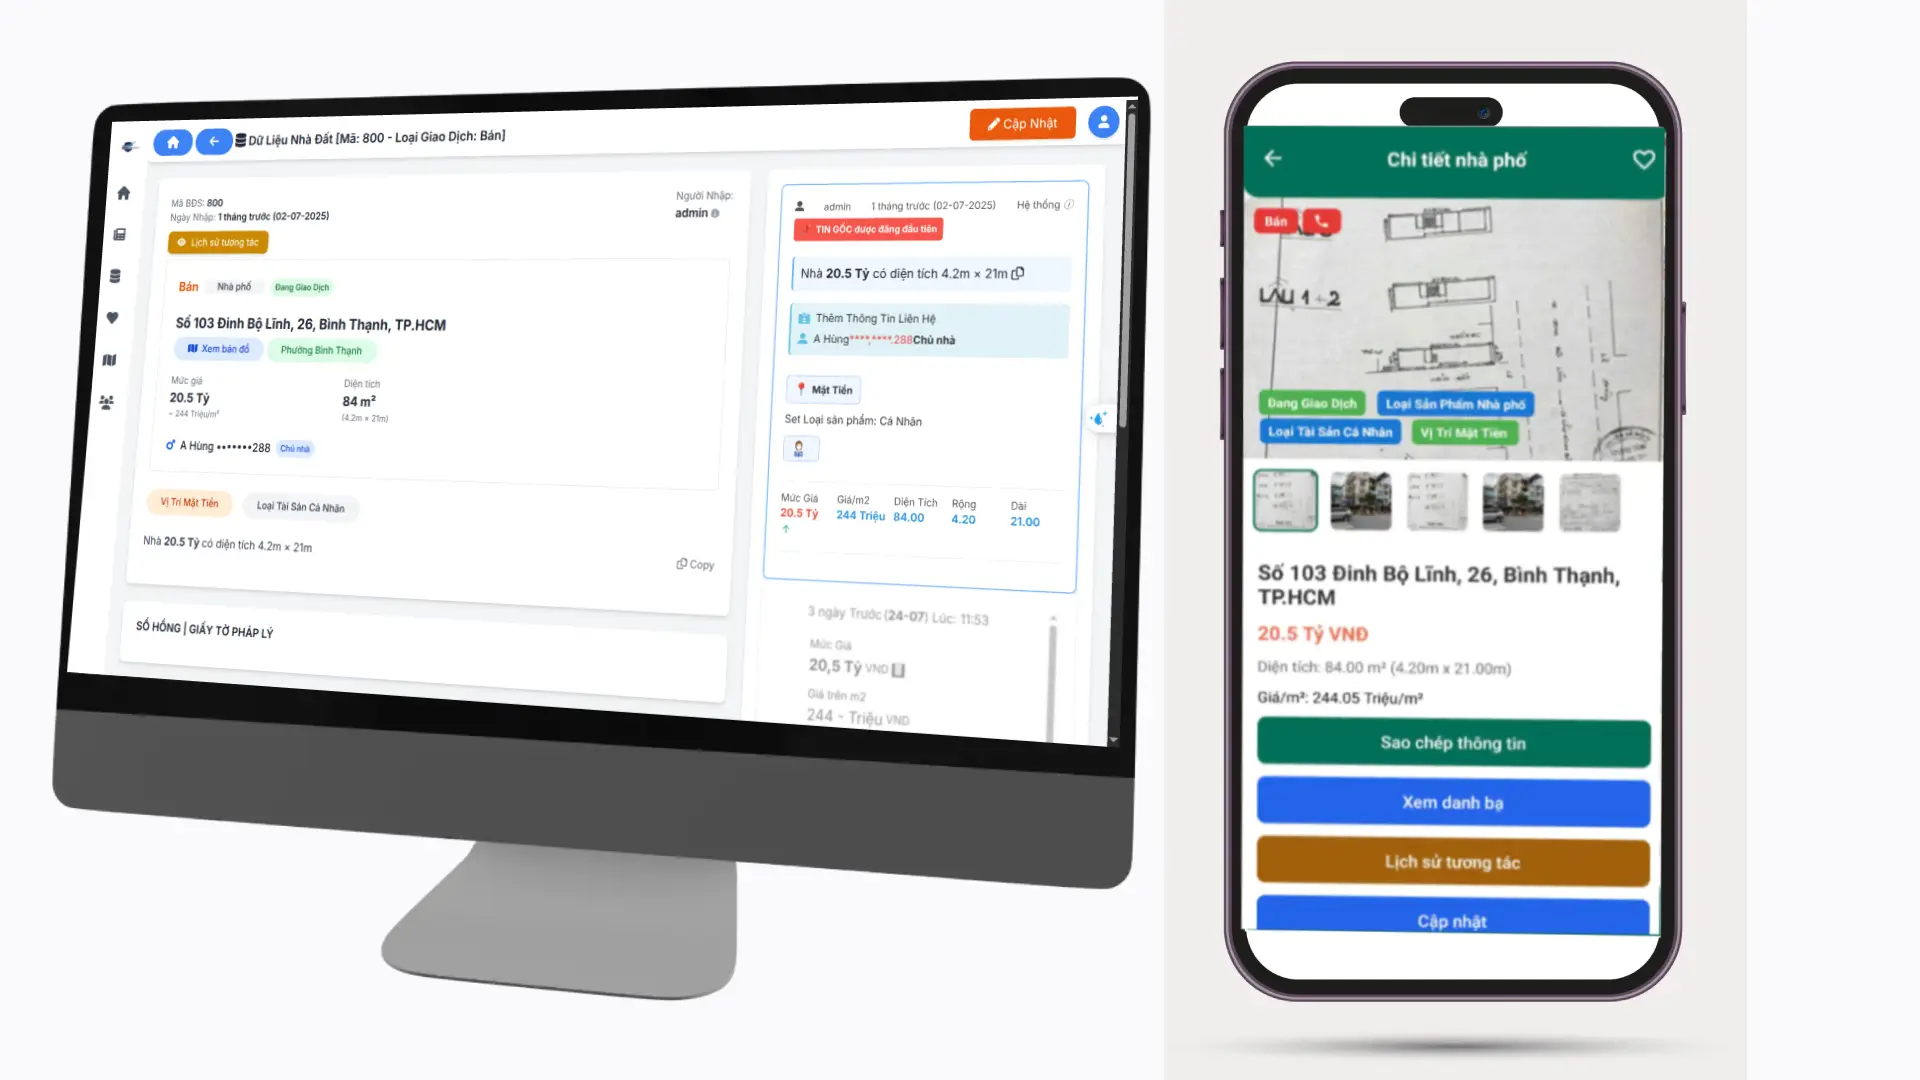 Dữ Liệu Nhà Đất [Mã: 800 - Loại Giao Dịch: Bán]
Cập Nhật
Mã BĐS: 800
Ngày Nhập: 1 tháng trước (02-07-2025)
Người Nhập:
admin
Lịch sử tương tác
Bán Nhà phố Đang Giao Dịch
Số 103 Đinh Bộ Lĩnh, 26, Bình Thạnh, TP.HCM
Xem bản đồ Phường Bình Thạnh
Mức giá
20.5 Tỷ
~ 244 Triệu/m²
Diện tích
84 m²
(4.2m × 21m)
A Hùng •••••••288 Chủ nhà
Vị Trí Mặt Tiền Loại Tài Sản Cá Nhân
Nhà 20.5 Tỷ có diện tích 4.2m × 21m
Copy
SỔ HỒNG | GIẤY TỜ PHÁP LÝ
admin 1 tháng trước (02-07-2025) Hệ thống
TIN GỐC được đăng đầu tiên
Nhà 20.5 Tỷ có diện tích 4.2m × 21m
Thêm Thông Tin Liên Hệ
A Hùng****.****.288Chủ nhà
Mặt Tiền
Set Loại sản phẩm: Cá Nhân
Mức Giá Giá/m2 Diện Tích Rộng Dài
20.5 Tỷ 244 Triệu 84.00 4.20 21.00
3 ngày Trước (24-07) Lúc: 11:53
Mức Giá
20,5 Tỷ VND
Giá trên m2
244 - Triệu VND
Chi tiết nhà phố
Bán
LẦU 1+2
Đang Giao Dịch Loại Sản Phẩm Nhà phố
Loại Tài Sản Cá Nhân Vị Trí Mặt Tiền
Số 103 Đinh Bộ Lĩnh, 26, Bình Thạnh,
TP.HCM
20.5 Tỷ VNĐ
Diện tích: 84.00 m² (4.20m x 21.00m)
Giá/m²: 244.05 Triệu/m²
Sao chép thông tin
Xem danh bạ
Lịch sử tương tác
Cập nhật